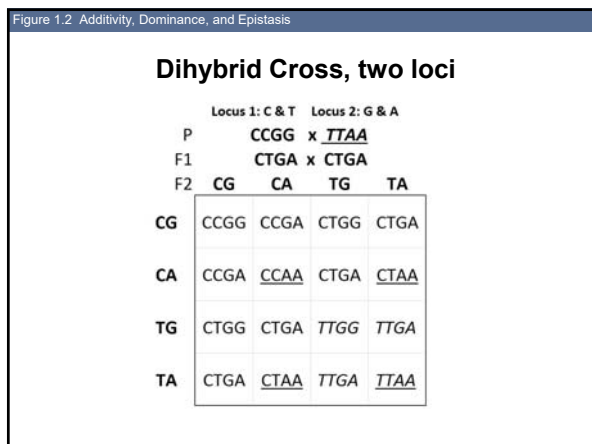 Figure 1.2 Additivity, Dominance, and Epistasis
Dihybrid Cross, two loci
Locus 1: C & T Locus 2: G & A
P CCGG x TTAA
F1 CTGA x CTGA
F2 CG CA TG TA
CG CCGG CCGA CTGG CTGA
CA CCGA CCAA CTGA CTAA
TG CTGG CTGA TTGG TTGA
TA CTGA CTAA TTGA TTAA